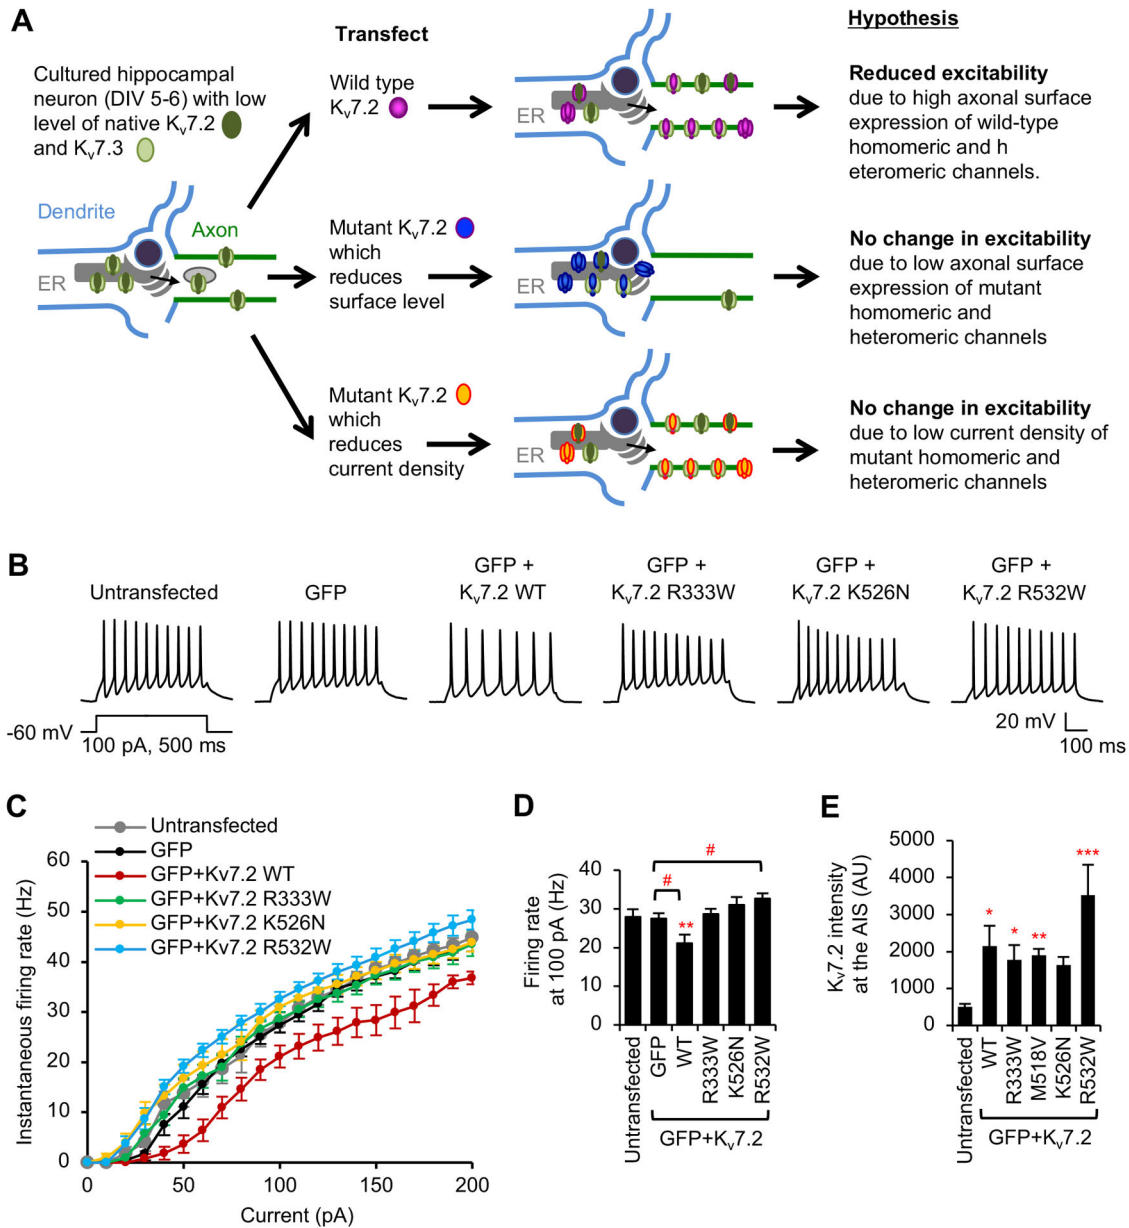 A
Transfect
Hypothesis
Cultured hippocampal
neuron (DIV 5-6) with low
level of native Kv7.2
and Kv7.3
Dendrite
Axon
ER
Wild type
Kv7.2
ER
Reduced excitability
due to high axonal surface
expression of wild-type
homomeric and h
eteromeric channels.
Mutant Kv7.2
which
reduces
surface level
ER
No change in excitability
due to low axonal surface
expression of mutant
homomeric and
heteromeric channels
Mutant Kv7.2
which
reduces
current density
ER
No change in excitability
due to low current density of
mutant homomeric and
heteromeric channels
B
Untransfected
GFP
GFP +
Kv7.2 WT
GFP +
Kv7.2 R333W
GFP +
Kv7.2 K526N
GFP +
Kv7.2 R532W
-60 mV
100 pA, 500 ms
20 mV
100 ms
C
Untransfected
GFP
GFP+Kv7.2 WT
GFP+Kv7.2 R333W
GFP+Kv7.2 K526N
GFP+Kv7.2 R532W
Instantaneous firing rate (Hz)
60
50
40
30
20
10
0
0 50 100 150 200
Current (pA)
D
Firing rate
at 100 pA (Hz)
40
30
20
10
0
#
#
**
Untransfected
GFP
WT
R333W
K526N
R532W
GFP+Kv7.2
E
Kv7.2 intensity
at the AIS (AU)
5000
4000
3000
2000
1000
0
*
*
**
***
Untransfected
WT
R333W
M518V
K526N
R532W
GFP+Kv7.2